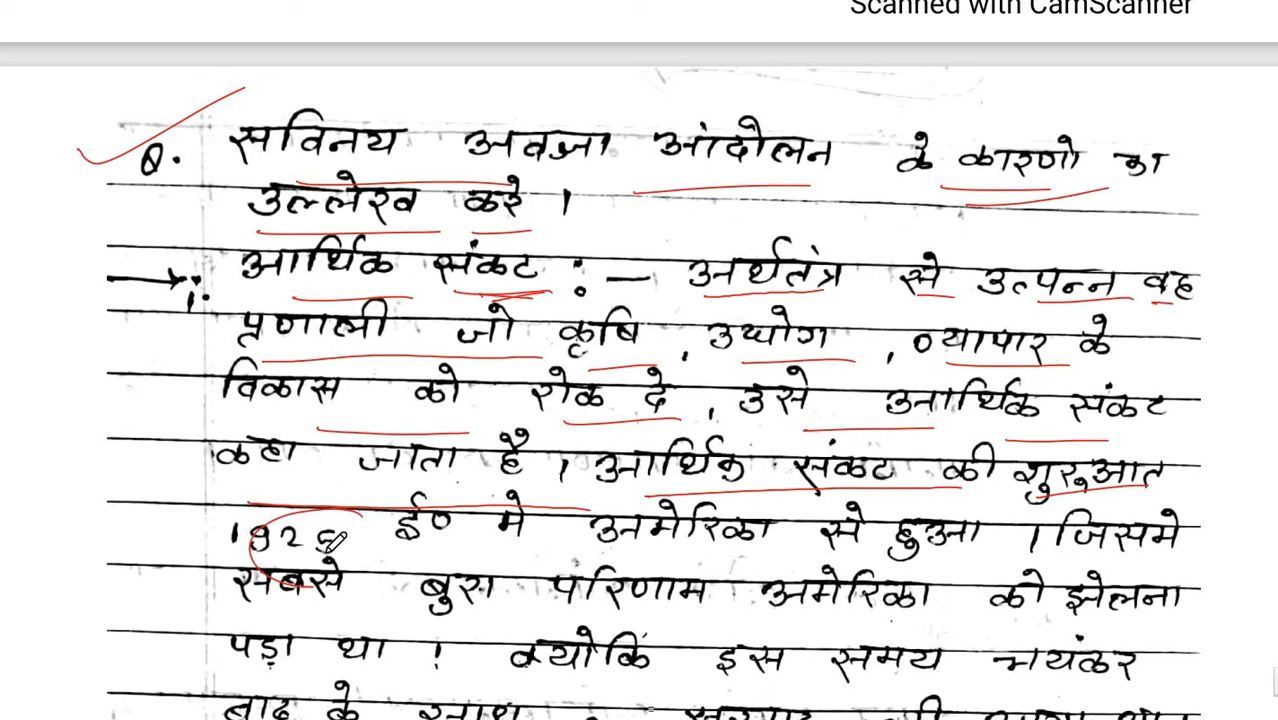 Scanned with CamScanner
Q. सविनय अवज्ञा आंदोलन के कारणो का
उल्लेख करे ।
i. आर्थिक संकट : — अर्थतंत्र से उत्पन्न वह
प्रणाली जो कृषि , उद्योग , व्यापार के
विकास को रोक दे , उसे आर्थिक संकट
कहा जाता है । आर्थिक संकट की शुरुआत
ई० मे अमेरिका से हुआ । जिसमे
सबसे बुरा परिणाम अमेरिका को झेलना
पड़ा था ! क्योकि इस समय भयंकर
बाढ़ के